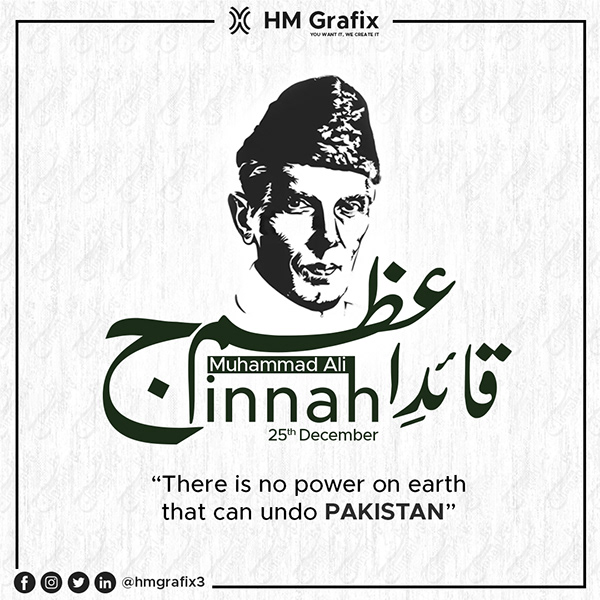 HM Grafix
YOU WANT IT, WE CREATE IT
قائدِ اعظم
Muhammad Ali
جinnah
25th December
“There is no power on earth
that can undo PAKISTAN”
@hmgrafix3